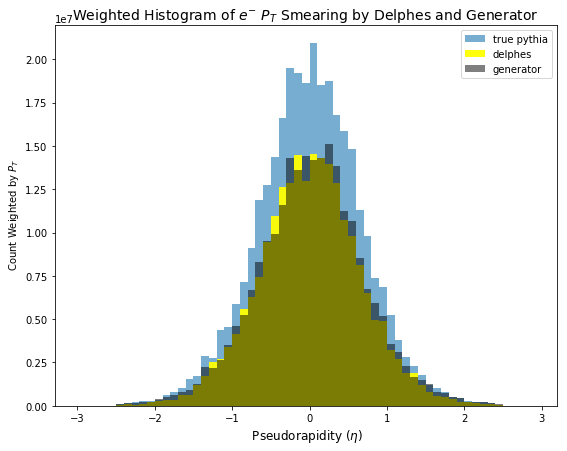 1e7
Weighted Histogram of e⁻ P_T Smearing by Delphes and Generator
true pythia
delphes
generator
Count Weighted by P_T
2.00
1.75
1.50
1.25
1.00
0.75
0.50
0.25
0.00
−3 −2 −1 0 1 2 3
Pseudorapidity (η)